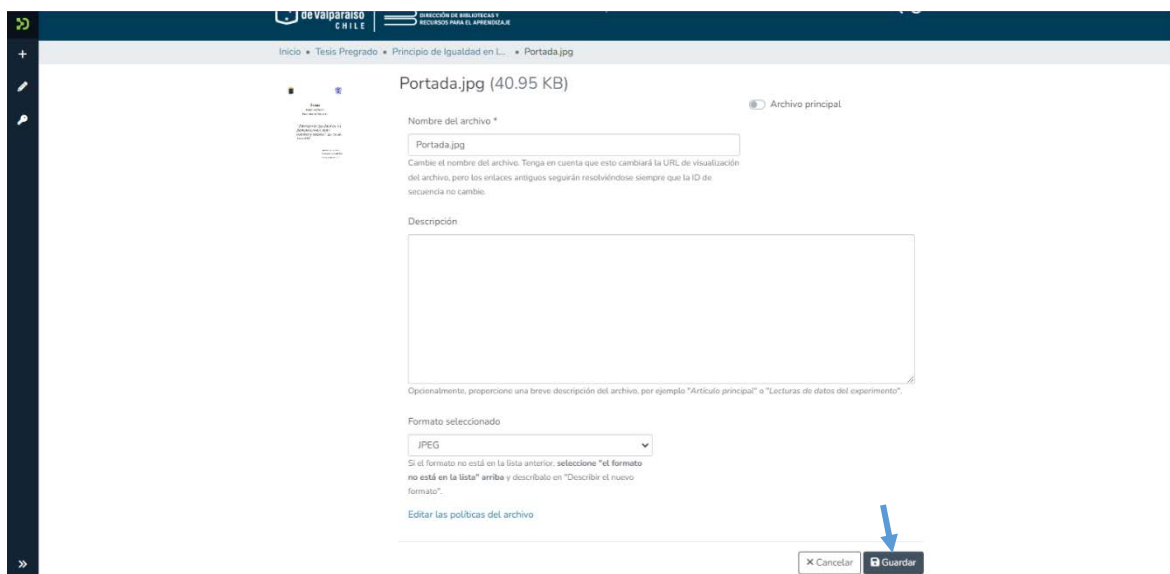 de Valparaíso
CHILE
DIRECCIÓN DE BIBLIOTECAS Y
RECURSOS PARA EL APRENDIZAJE
Inicio • Tesis Pregrado • Principio de Igualdad en l... • Portada.jpg
Portada.jpg (40.95 KB)
Archivo principal
Nombre del archivo *
Portada.jpg
Cambie el nombre del archivo. Tenga en cuenta que esto cambiará la URL de visualización
del archivo, pero los enlaces antiguos seguirán resolviéndose siempre que la ID de
secuencia no cambie.
Descripción
Opcionalmente, proporcione una breve descripción del archivo, por ejemplo "Artículo principal" o "Lecturas de datos del experimento".
Formato seleccionado
JPEG
Si el formato no está en la lista anterior, seleccione "el formato
no está en la lista" arriba y descríbalo en "Describir el nuevo
formato".
Editar las políticas del archivo
Cancelar
Guardar